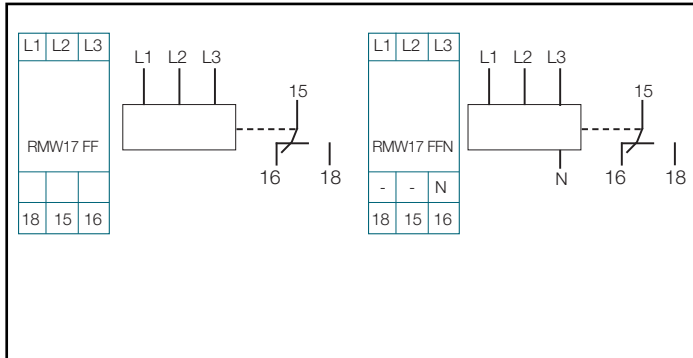 L1 L2 L3
RMW17 FF
18 15 16
L1 L2 L3
15
16 18
L1 L2 L3
RMW17 FFN
- - N
18 15 16
L1 L2 L3
N
15
16 18